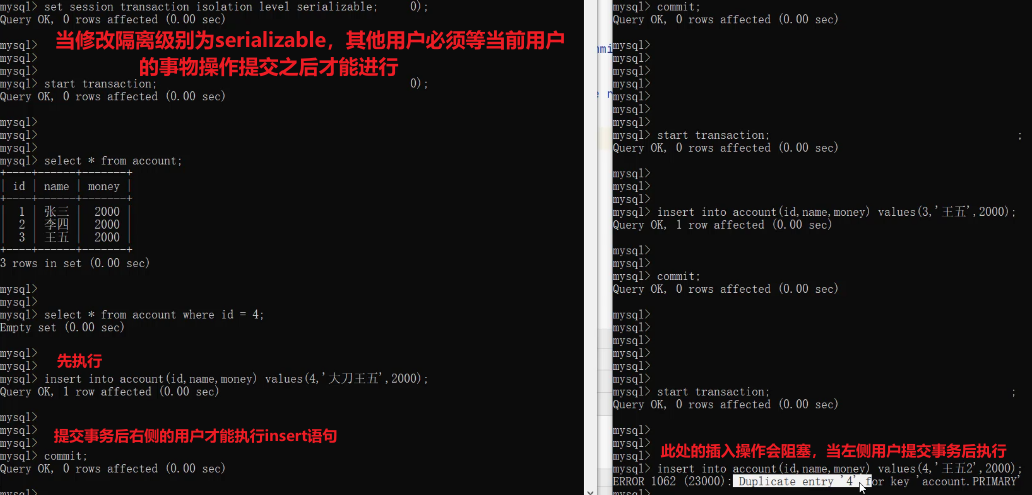 mysql> set session transaction isolation level serializable;     0);
Query OK, 0 rows affected (0.00 sec)
mysql>
当修改隔离级别为serializable，其他用户必须等当前用户
的事物操作提交之后才能进行
mysql>
mysql>
mysql> start transaction;     0);
Query OK, 0 rows affected (0.00 sec)
mysql>
mysql>
mysql>
mysql> select * from account;
+----+------+-------+
| id | name | money |
+----+------+-------+
| 1 | 张三 | 2000 |
| 2 | 李四 | 2000 |
| 3 | 王五 | 2000 |
+----+------+-------+
3 rows in set (0.00 sec)
mysql>
mysql>
mysql> select * from account where id = 4;
Empty set (0.00 sec)
mysql>
先执行
mysql>
mysql> insert into account(id,name,money) values(4,'大刀王五',2000);
Query OK, 1 row affected (0.00 sec)
mysql>
mysql>
提交事务后右侧的用户才能执行insert语句
mysql>
mysql> commit;
Query OK, 0 rows affected (0.00 sec)
mysql>
mysql> commit;
Query OK, 0 rows affected (0.00 sec)
mysql>
mysql>
mysql>
mysql>
mysql>
mysql>
mysql>
mysql> start transaction;     ;
Query OK, 0 rows affected (0.00 sec)
mysql>
mysql>
mysql>
mysql> insert into account(id,name,money) values(3,'王五',2000);
Query OK, 1 row affected (0.00 sec)
mysql>
mysql>
mysql> commit;
Query OK, 0 rows affected (0.00 sec)
mysql>
mysql>
mysql>
mysql>
mysql>
mysql>
mysql> start transaction;     ;
Query OK, 0 rows affected (0.00 sec)
mysql>
mysql>
此处的插入操作会阻塞，当左侧用户提交事务后执行
mysql>
mysql> insert into account(id,name,money) values(4,'王五2',2000);
ERROR 1062 (23000): Duplicate entry '4' for key 'account.PRIMARY'
mysql>